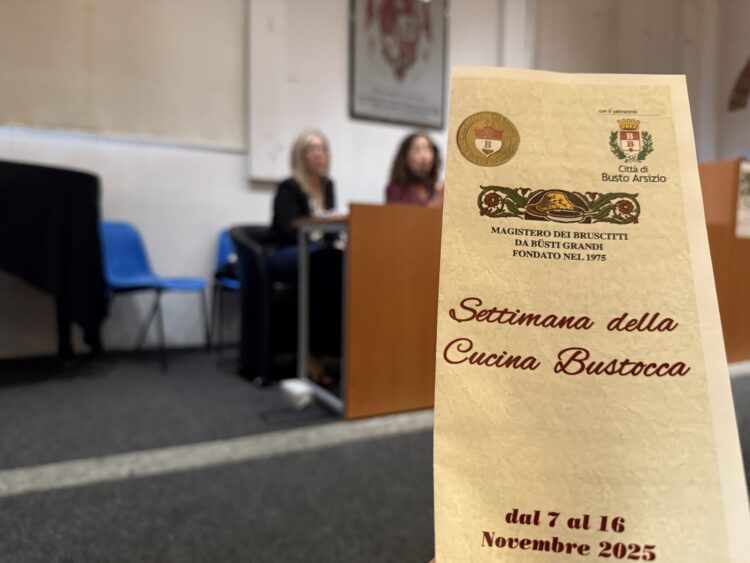 con il patrocinio
Città di
Busto Arsizio
MAGISTERO DEI BRUSCITTI
DA BÜSTI GRANDI
FONDATO NEL 1975
Settimana della
Cucina Bustocca
dal 7 al 16
Novembre 2025